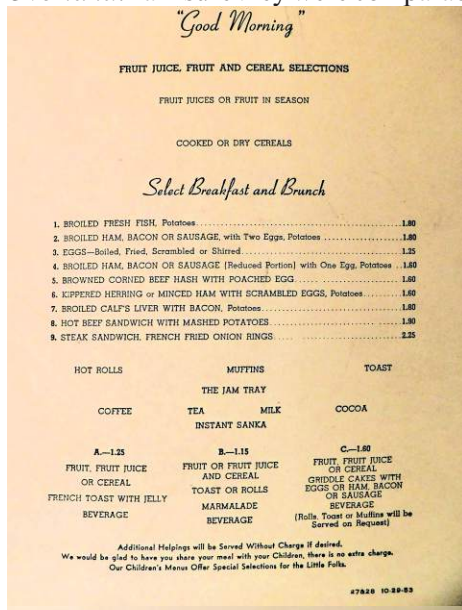 "Good Morning"
FRUIT JUICE, FRUIT AND CEREAL SELECTIONS
FRUIT JUICES OR FRUIT IN SEASON
COOKED OR DRY CEREALS
Select Breakfast and Brunch
1. BROILED FRESH FISH, Potatoes 1.80
2. BROILED HAM, BACON OR SAUSAGE, with Two Eggs, Potatoes 1.80
3. EGGS—Boiled, Fried, Scrambled or Shirred 1.25
4. BROILED HAM, BACON OR SAUSAGE (Reduced Portion) with One Egg, Potatoes 1.60
5. BROWNED CORNED BEEF HASH WITH POACHED EGG 1.60
6. KIPPERED HERRING or MINCED HAM WITH SCRAMBLED EGGS, Potatoes 1.60
7. BROILED CALF'S LIVER WITH BACON, Potatoes 1.80
8. HOT BEEF SANDWICH WITH MASHED POTATOES 1.90
9. STEAK SANDWICH, FRENCH FRIED ONION RINGS 2.25
HOT ROLLS MUFFINS TOAST
THE JAM TRAY
COFFEE TEA MILK COCOA
INSTANT SANKA
A.—1.25
FRUIT, FRUIT JUICE
OR CEREAL
FRENCH TOAST WITH JELLY
BEVERAGE
B.—1.15
FRUIT OR FRUIT JUICE
AND CEREAL
TOAST OR ROLLS
MARMALADE
BEVERAGE
C.—1.60
FRUIT, FRUIT JUICE
OR CEREAL
GRIDDLE CAKES WITH
EGGS OR HAM, BACON
OR SAUSAGE
BEVERAGE
(Rolls, Toast or Muffins will be
Served on Request)
Additional Helpings will be Served Without Charge if desired.
We would be glad to have you share your meal with your Children, there is no extra charge.
Our Children's Menus Offer Special Selections for the Little Folks.
#7828 10-29-53